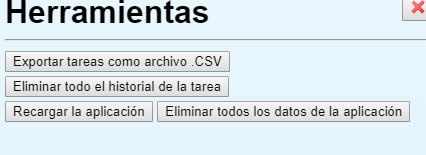 Herramientas
Exportar tareas como archivo .CSV
Eliminar todo el historial de la tarea
Recargar la aplicación Eliminar todos los datos de la aplicación